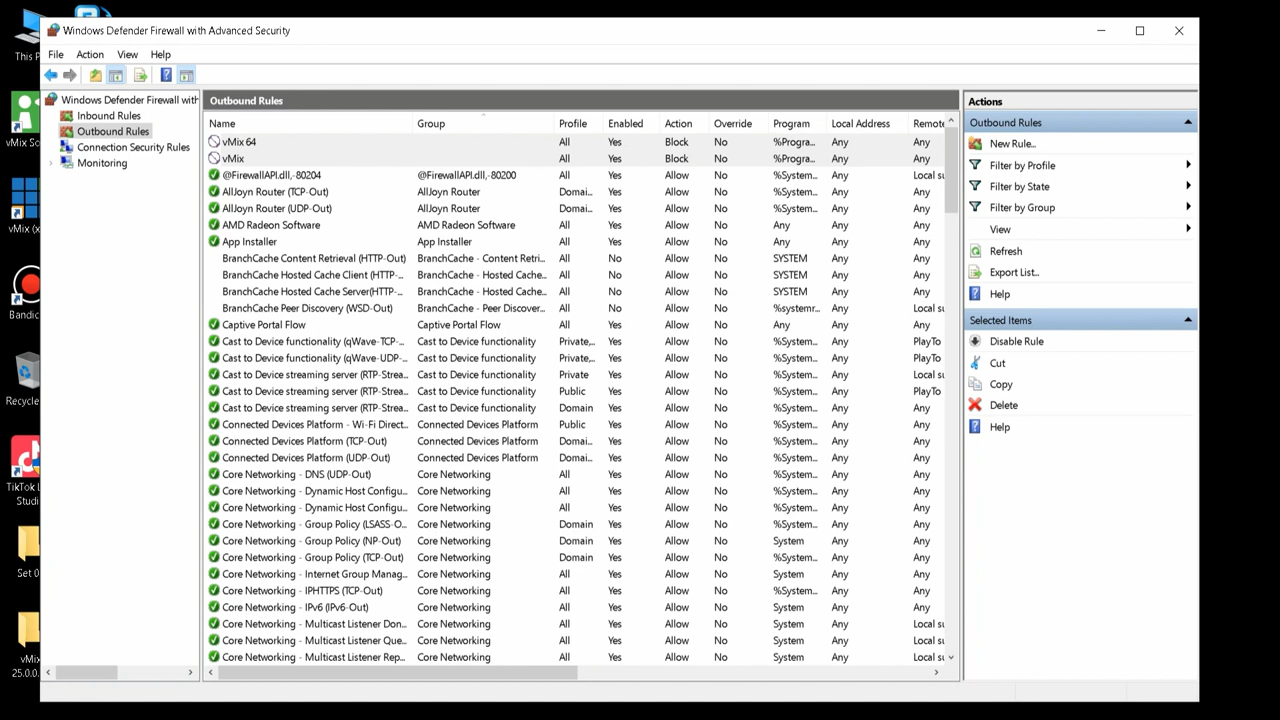 This P
Windows Defender Firewall with Advanced Security
File Action View Help
vMix So
vMix (x
Bandic
Recycle
TikTok L
Studi
Set 0
vMix
25.0.0.
Windows Defender Firewall with
Inbound Rules
Outbound Rules
Connection Security Rules
Monitoring
Outbound Rules
Name Group Profile Enabled Action Override Program Local Address Remote
vMix 64 All Yes Block No %Progra... Any Any
vMix All Yes Block No %Progra... Any Any
@FirewallAPI.dll,-80204 @FirewallAPI.dll,-80200 All Yes Allow No %System... Any Local su
AllJoyn Router (TCP-Out) AllJoyn Router Domai... Yes Allow No %System... Any Any
AllJoyn Router (UDP-Out) AllJoyn Router Domai... Yes Allow No %System... Any Any
AMD Radeon Software AMD Radeon Software All Yes Allow No Any Any Any
App Installer App Installer All Yes Allow No Any Any Any
BranchCache Content Retrieval (HTTP-Out) BranchCache - Content Retri... All No Allow No SYSTEM Any Any
BranchCache Hosted Cache Client (HTTP-... BranchCache - Hosted Cache... All No Allow No SYSTEM Any Any
BranchCache Hosted Cache Server(HTTP-... BranchCache - Hosted Cache... All No Allow No SYSTEM Any Any
BranchCache Peer Discovery (WSD-Out) BranchCache - Peer Discover... All No Allow No %systemr... Any Local su
Captive Portal Flow Captive Portal Flow All Yes Allow No Any Any Any
Cast to Device functionality (qWave-TCP-... Cast to Device functionality Private,... Yes Allow No %System... Any PlayTo
Cast to Device functionality (qWave-UDP-... Cast to Device functionality Private,... Yes Allow No %System... Any PlayTo
Cast to Device streaming server (RTP-Strea... Cast to Device functionality Private Yes Allow No %System... Any Local su
Cast to Device streaming server (RTP-Strea... Cast to Device functionality Public Yes Allow No %System... Any PlayTo
Cast to Device streaming server (RTP-Strea... Cast to Device functionality Domain Yes Allow No %System... Any Any
Connected Devices Platform - Wi-Fi Direct... Connected Devices Platform Public Yes Allow No %System... Any Any
Connected Devices Platform (TCP-Out) Connected Devices Platform Domai... Yes Allow No %System... Any Any
Connected Devices Platform (UDP-Out) Connected Devices Platform Domai... Yes Allow No %System... Any Any
Core Networking - DNS (UDP-Out) Core Networking All Yes Allow No %System... Any Any
Core Networking - Dynamic Host Configu... Core Networking All Yes Allow No %System... Any Any
Core Networking - Dynamic Host Configu... Core Networking All Yes Allow No %System... Any Any
Core Networking - Group Policy (LSASS-O... Core Networking Domain Yes Allow No %System... Any Any
Core Networking - Group Policy (NP-Out) Core Networking Domain Yes Allow No System Any Any
Core Networking - Group Policy (TCP-Out) Core Networking Domain Yes Allow No %System... Any Any
Core Networking - Internet Group Manag... Core Networking All Yes Allow No System Any Any
Core Networking - IPHTTPS (TCP-Out) Core Networking All Yes Allow No %System... Any Any
Core Networking - IPv6 (IPv6-Out) Core Networking All Yes Allow No System Any Any
Core Networking - Multicast Listener Don... Core Networking All Yes Allow No System Any Local su
Core Networking - Multicast Listener Que... Core Networking All Yes Allow No System Any Local su
Core Networking - Multicast Listener Rep... Core Networking All Yes Allow No System Any Local su
Actions
Outbound Rules
New Rule...
Filter by Profile
Filter by State
Filter by Group
View
Refresh
Export List...
Help
Selected Items
Disable Rule
Cut
Copy
Delete
Help